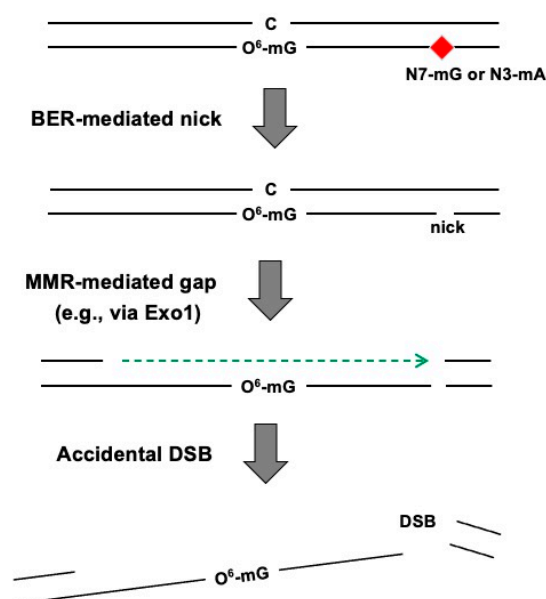 C
O⁶-mG
N7-mG or N3-mA
BER-mediated nick
C
O⁶-mG
nick
MMR-mediated gap
(e.g., via Exo1)
O⁶-mG
Accidental DSB
DSB
O⁶-mG